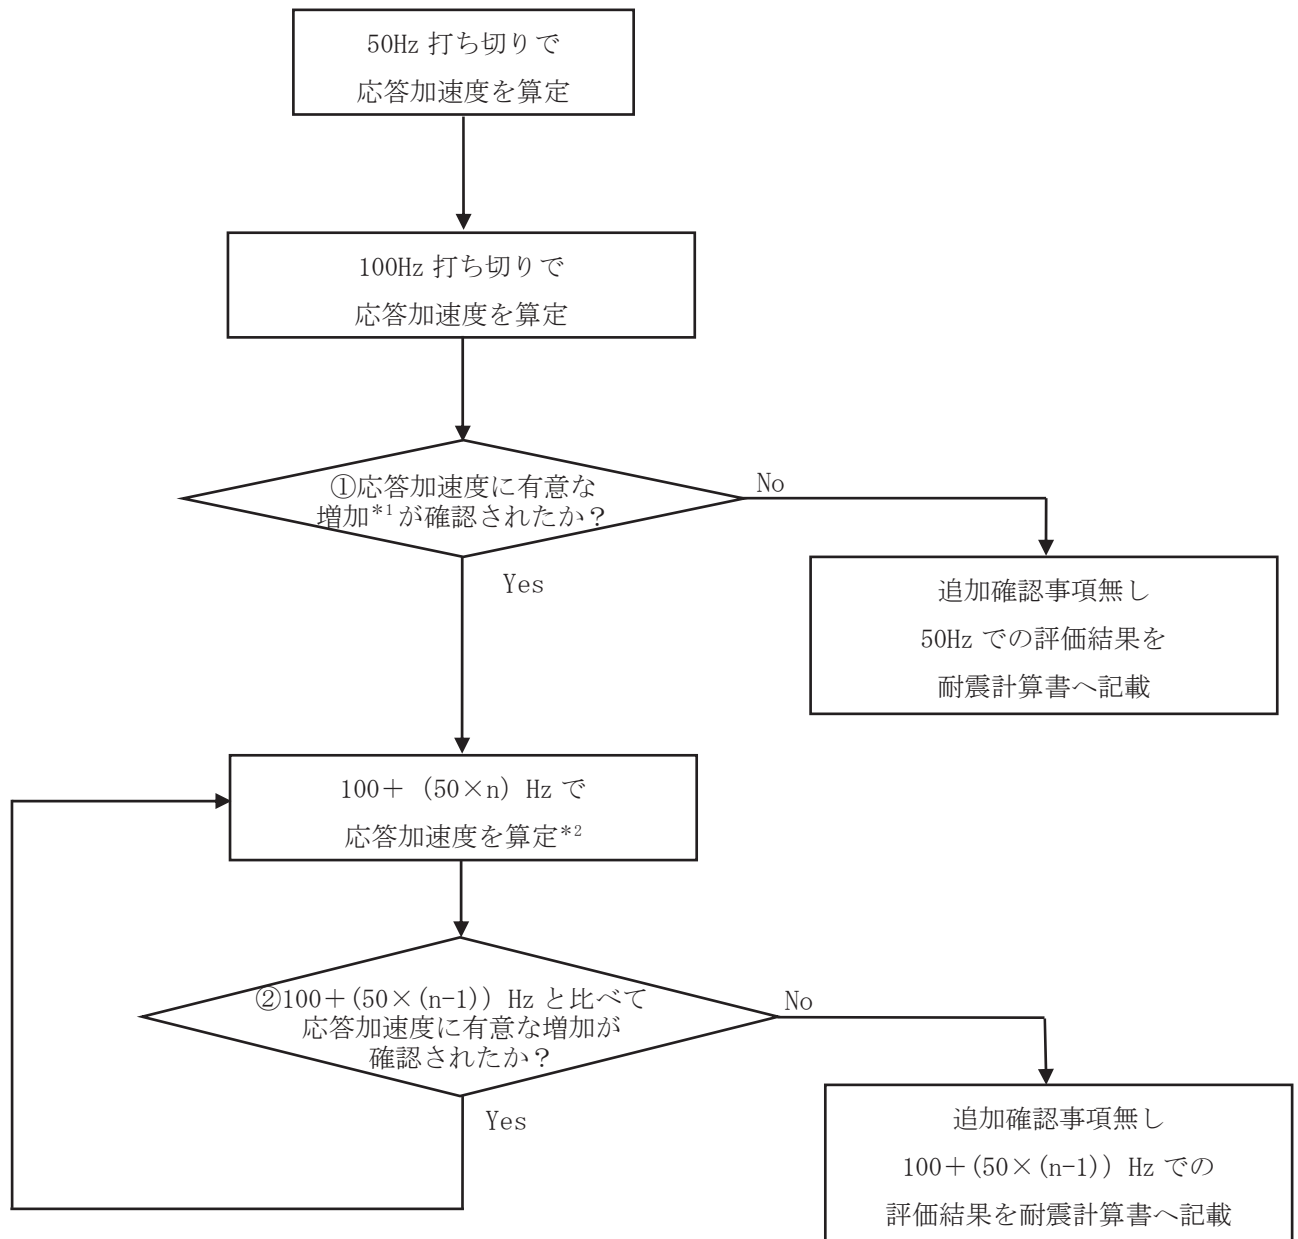 50Hz 打ち切りで
応答加速度を算定
100Hz 打ち切りで
応答加速度を算定
①応答加速度に有意な
増加*1が確認されたか？
No
Yes
追加確認事項無し
50Hz での評価結果を
耐震計算書へ記載
100＋（50×n）Hz で
応答加速度を算定*2
②100＋(50×(n-1)) Hz と比べて
応答加速度に有意な増加が
確認されたか？
No
Yes
追加確認事項無し
100＋(50×(n-1)) Hz での
評価結果を耐震計算書へ記載